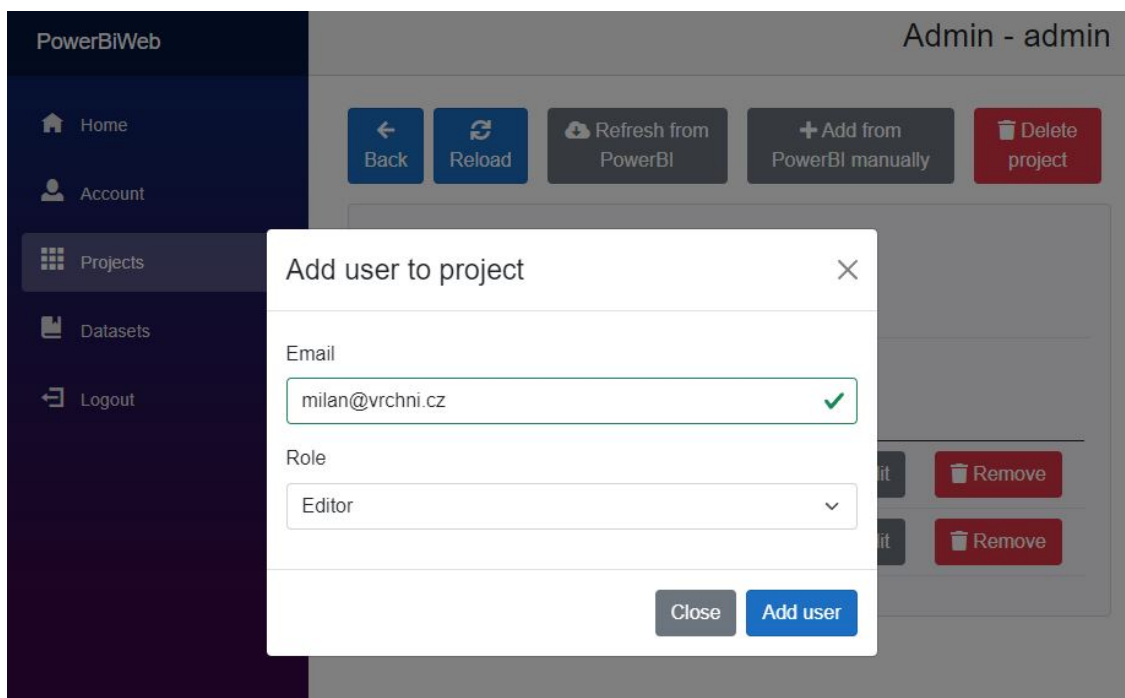 PowerBiWeb
Admin - admin
Home
Account
Projects
Datasets
Logout
Back
Reload
Refresh from
PowerBI
Add from
PowerBI manually
Delete
project
Add user to project
Email
milan@vrchni.cz
Role
Editor
Remove
Remove
Close
Add user